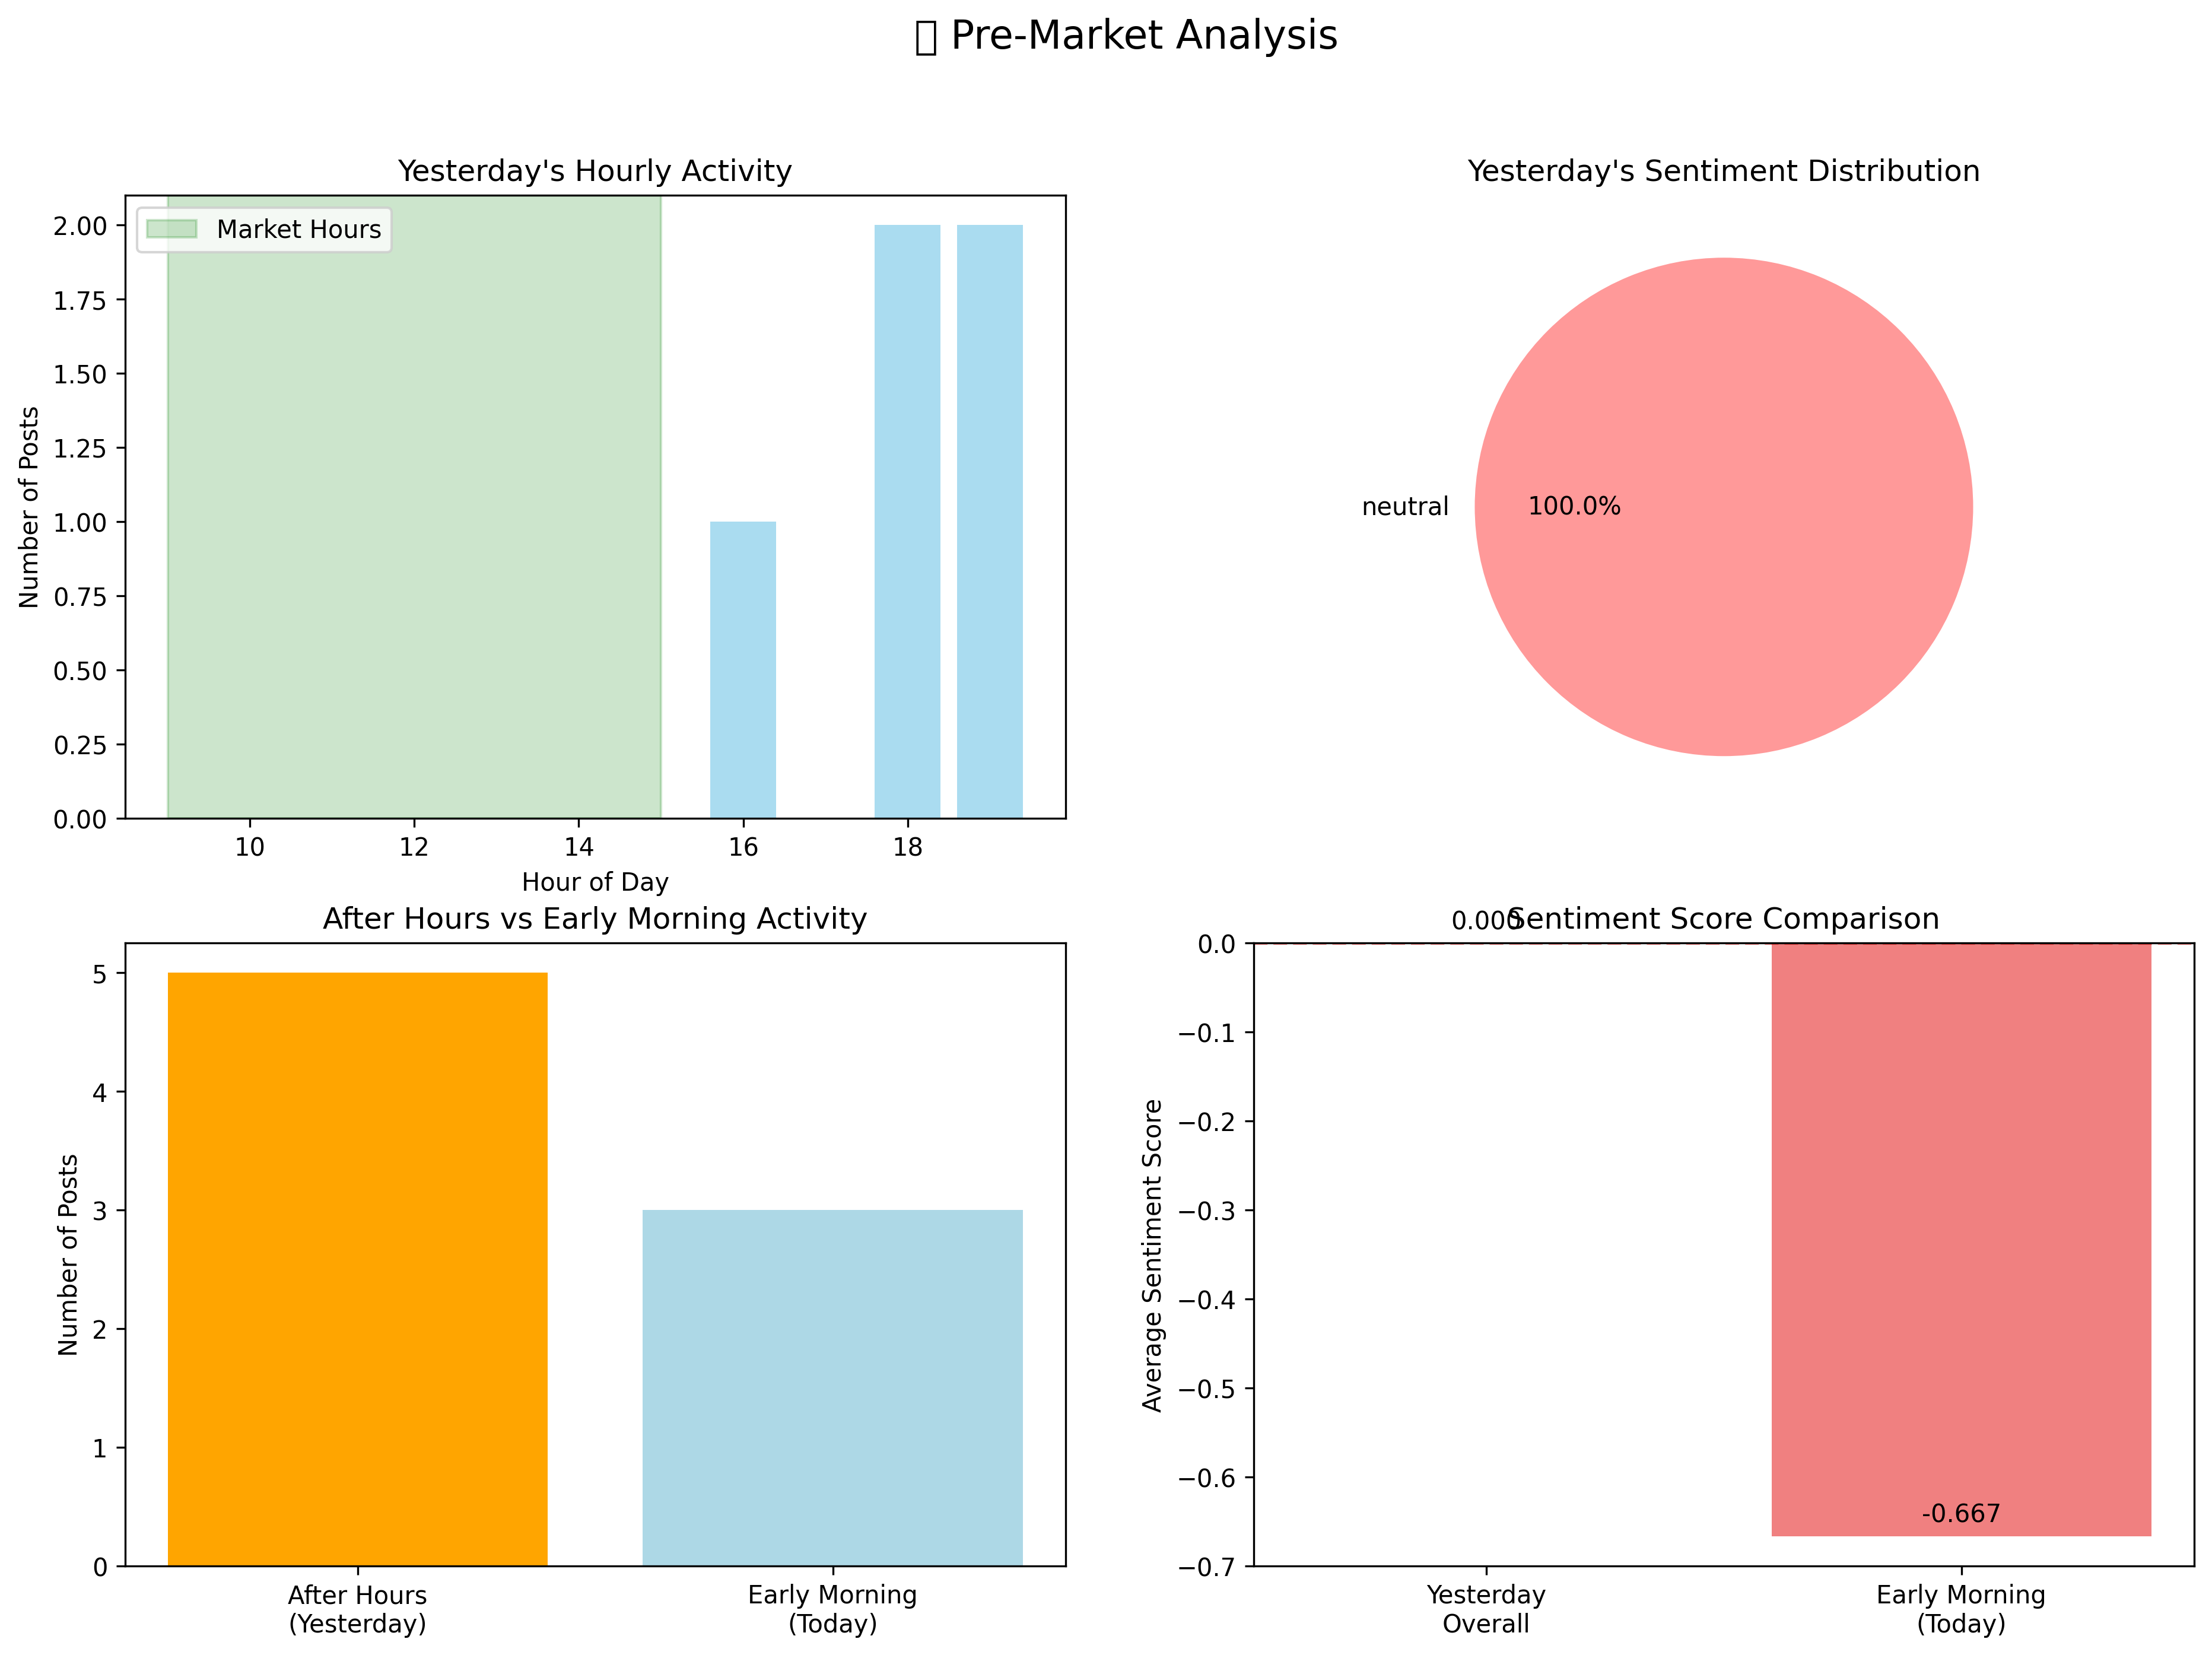 ▯ Pre-Market Analysis
Yesterday's Hourly Activity
Market Hours
2.00
1.75
1.50
1.25
1.00
0.75
0.50
0.25
0.00
Number of Posts
10 12 14 16 18
Hour of Day
Yesterday's Sentiment Distribution
neutral
100.0%
After Hours vs Early Morning Activity
5
4
3
2
1
0
Number of Posts
After Hours
(Yesterday)
Early Morning
(Today)
Sentiment Score Comparison
0.000
0.0
−0.1
−0.2
−0.3
−0.4
−0.5
−0.6
−0.7
Average Sentiment Score
-0.667
Yesterday
Overall
Early Morning
(Today)